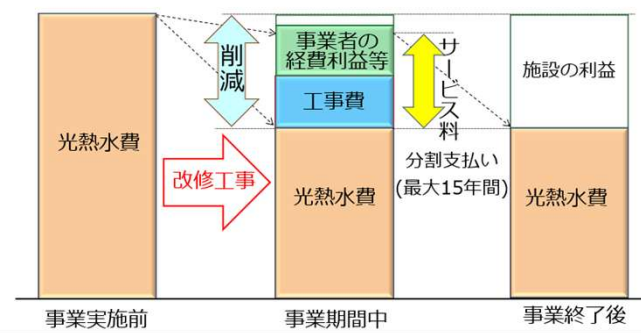 光熱水費
事業実施前
改修工事
削減
事業者の
経費利益等
工事費
光熱水費
事業期間中
サービス料
分割支払い
(最大15年間)
施設の利益
光熱水費
事業終了後